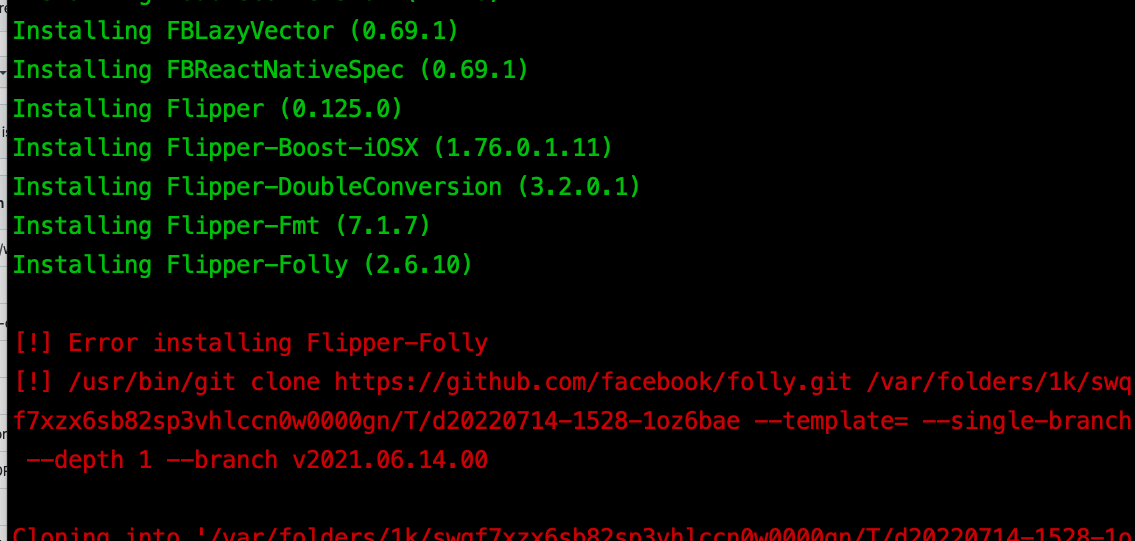 Installing FBLazyVector (0.69.1)
Installing FBReactNativeSpec (0.69.1)
Installing Flipper (0.125.0)
Installing Flipper-Boost-iOSX (1.76.0.1.11)
Installing Flipper-DoubleConversion (3.2.0.1)
Installing Flipper-Fmt (7.1.7)
Installing Flipper-Folly (2.6.10)
[!] Error installing Flipper-Folly
[!] /usr/bin/git clone https://github.com/facebook/folly.git /var/folders/1k/swq
f7xzx6sb82sp3vhlccn0w0000gn/T/d20220714-1528-1oz6bae --template= --single-branch
--depth 1 --branch v2021.06.14.00
Cloning into '/var/folders/1k/swqf7xzx6sb82sp3vhlccn0w0000gn/T/d20220714-1528-1o